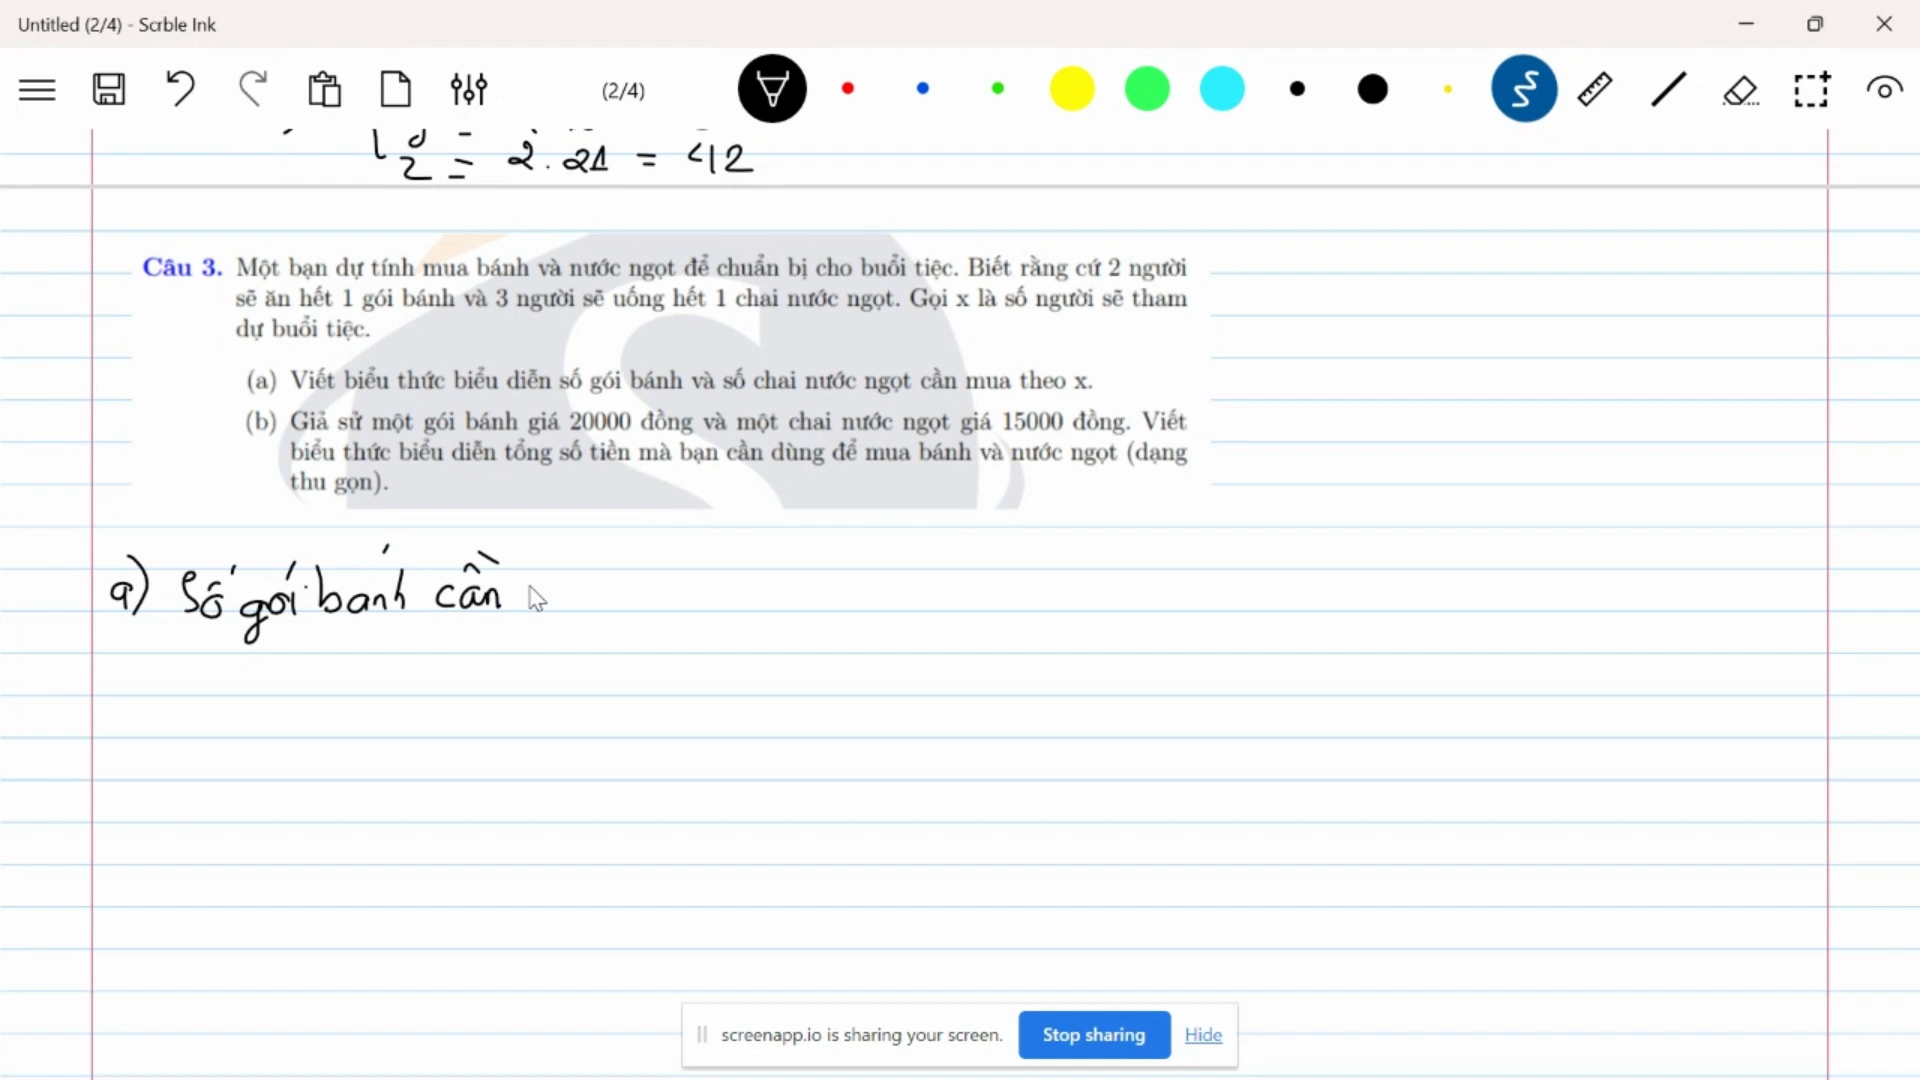 Untitled (2/4) - Scrble Ink
(2/4)
2 = 2.21 = 42
Câu 3. Một bạn dự tính mua bánh và nước ngọt để chuẩn bị cho buổi tiệc. Biết rằng cứ 2 người
sẽ ăn hết 1 gói bánh và 3 người sẽ uống hết 1 chai nước ngọt. Gọi x là số người sẽ tham
dự buổi tiệc.
(a) Viết biểu thức biểu diễn số gói bánh và số chai nước ngọt cần mua theo x.
(b) Giả sử một gói bánh giá 20000 đồng và một chai nước ngọt giá 15000 đồng. Viết
biểu thức biểu diễn tổng số tiền mà bạn cần dùng để mua bánh và nước ngọt (dạng
thu gọn).
a) Số gói bánh cần
screenapp.io is sharing your screen. Stop sharing Hide